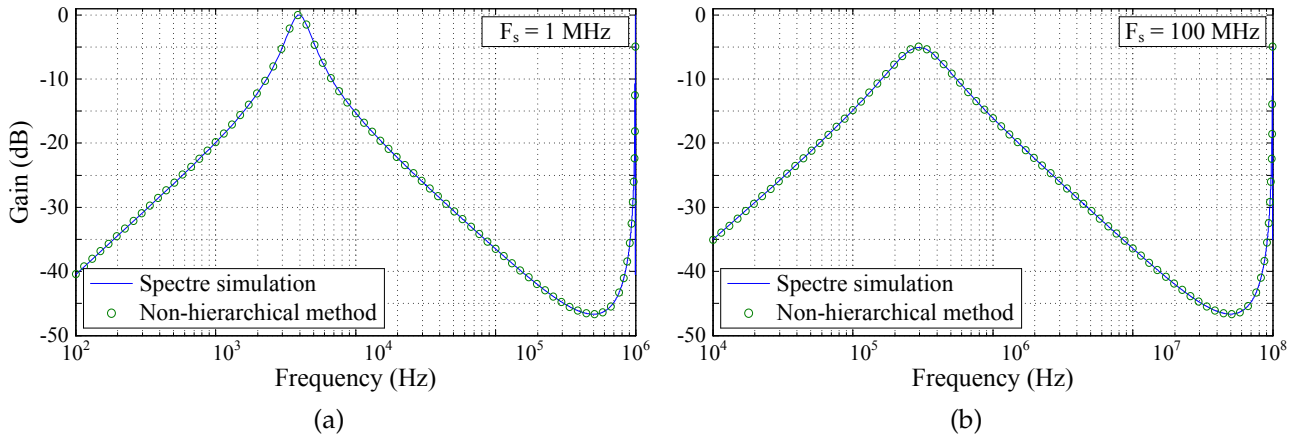 0
-10
-20
-30
-40
-50
Gain (dB)
F_s = 1 MHz
Spectre simulation
Non-hierarchical method
10^2
10^3
10^4
10^5
10^6
Frequency (Hz)
(a)
0
-10
-20
-30
-40
-50
F_s = 100 MHz
Spectre simulation
Non-hierarchical method
10^4
10^5
10^6
10^7
10^8
Frequency (Hz)
(b)